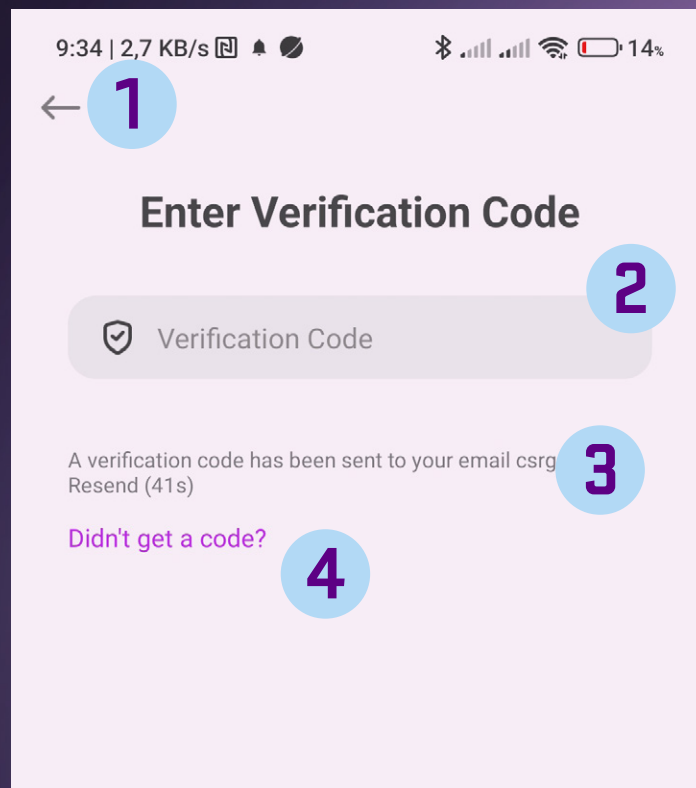 9:34 | 2,7 KB/s 14%
1
Enter Verification Code
2
Verification Code
A verification code has been sent to your email csrg
3
Resend (41s)
Didn't get a code?
4